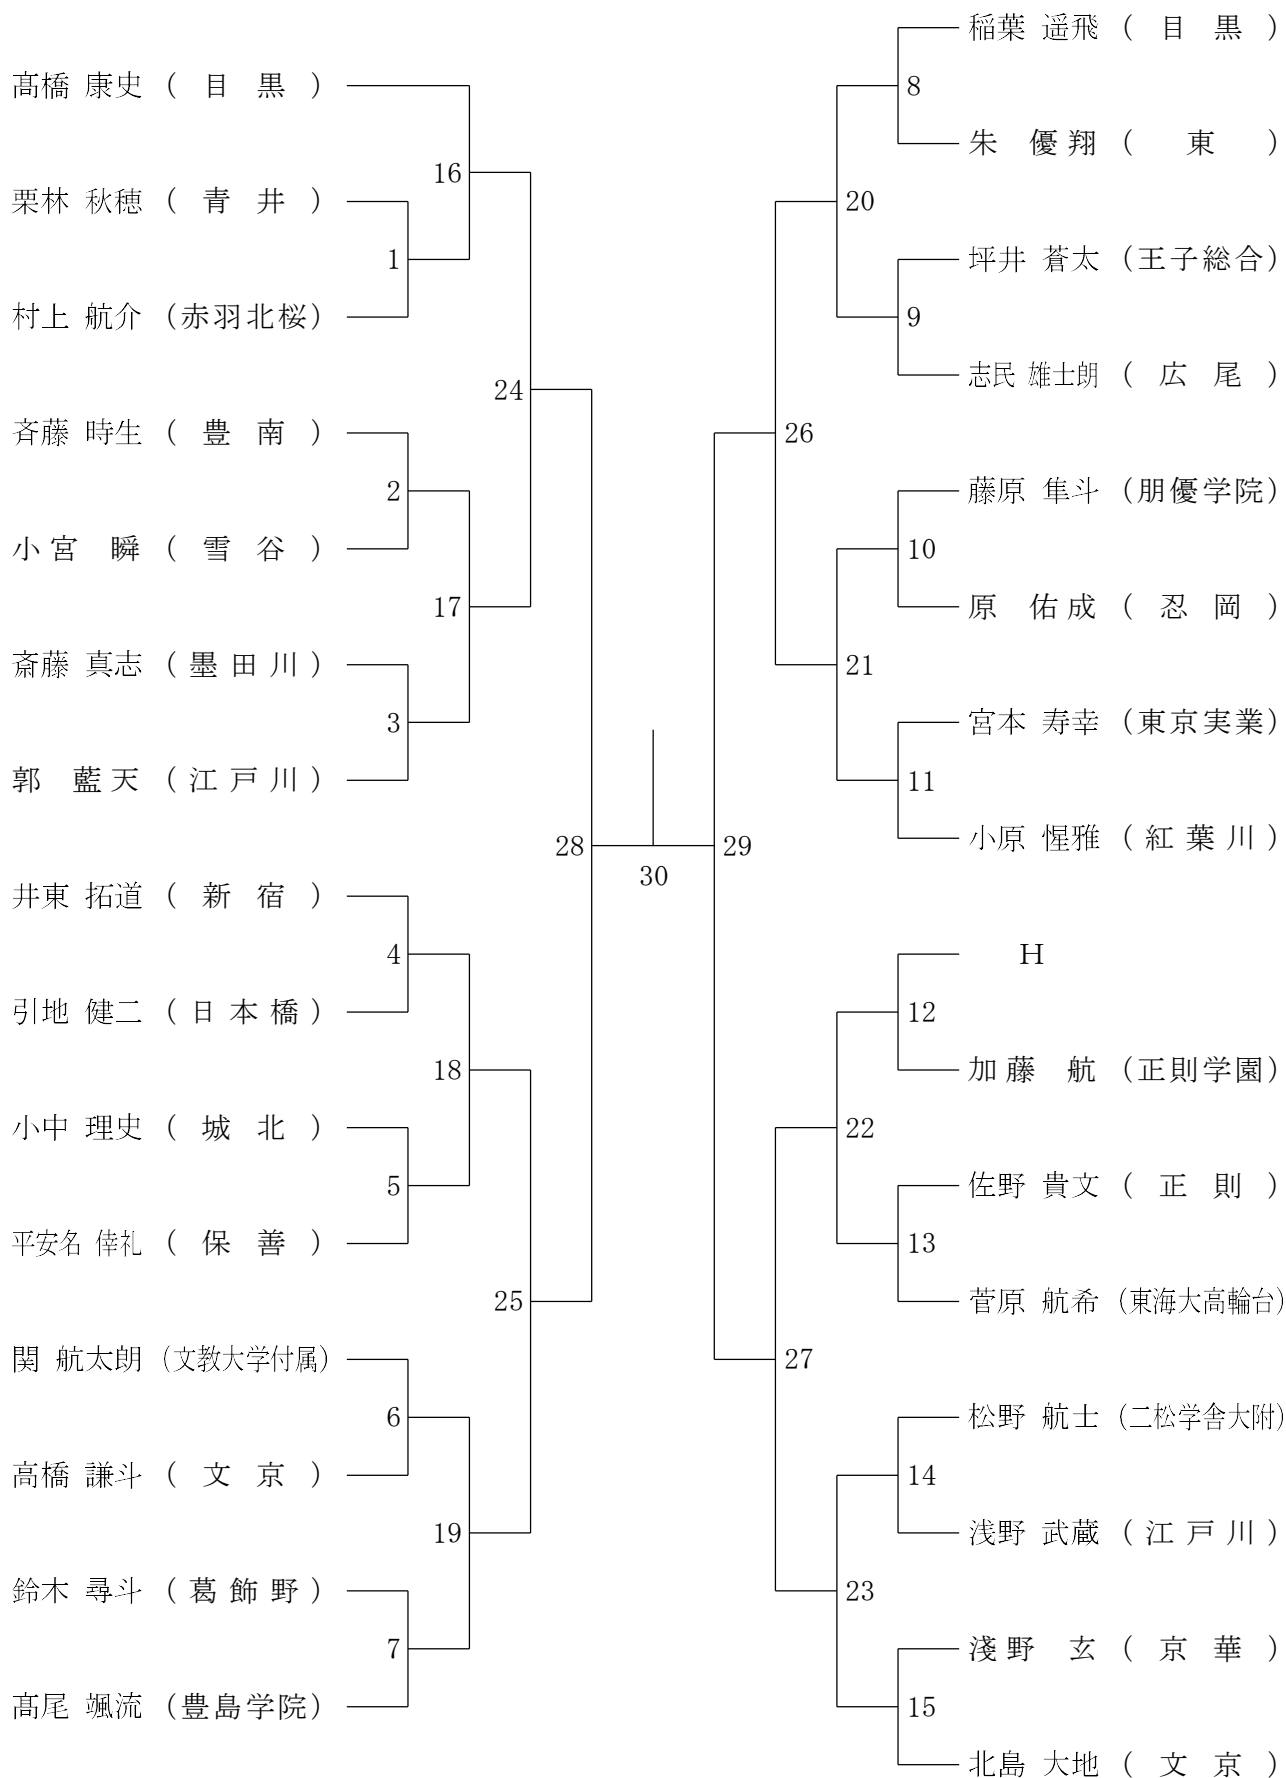 髙橋 康史 （ 目 黒 ）
16
栗林 秋穂 （ 青 井 ）
1
村上 航介 （赤羽北桜）
24
斉藤 時生 （ 豊 南 ）
2
小宮 瞬 （ 雪 谷 ）
17
斎藤 真志 （ 墨 田 川 ）
3
郭 藍天 （ 江 戸 川 ）
28
井東 拓道 （ 新 宿 ）
4
引地 健二 （ 日 本 橋 ）
18
小中 理史 （ 城 北 ）
5
平安名 倖礼 （ 保 善 ）
25
関 航太朗 （文教大学付属）
6
高橋 謙斗 （ 文 京 ）
19
鈴木 尋斗 （ 葛 飾 野 ）
7
髙尾 颯流 （豊島学院）
30
稲葉 遥飛 （ 目 黒 ）
8
朱 優翔 （ 東 ）
20
坪井 蒼太 （王子総合）
9
志民 雄士朗 （ 広 尾 ）
26
藤原 隼斗 （朋優学院）
10
原 佑成 （ 忍 岡 ）
21
宮本 寿幸 （東京実業）
11
小原 惺雅 （ 紅 葉 川 ）
29
H
12
加藤 航 （正則学園）
22
佐野 貴文 （ 正 則 ）
13
菅原 航希 （東海大高輪台）
27
松野 航士 （二松学舎大附）
14
浅野 武蔵 （ 江 戸 川 ）
23
淺野 玄 （ 京 華 ）
15
北島 大地 （ 文 京 ）